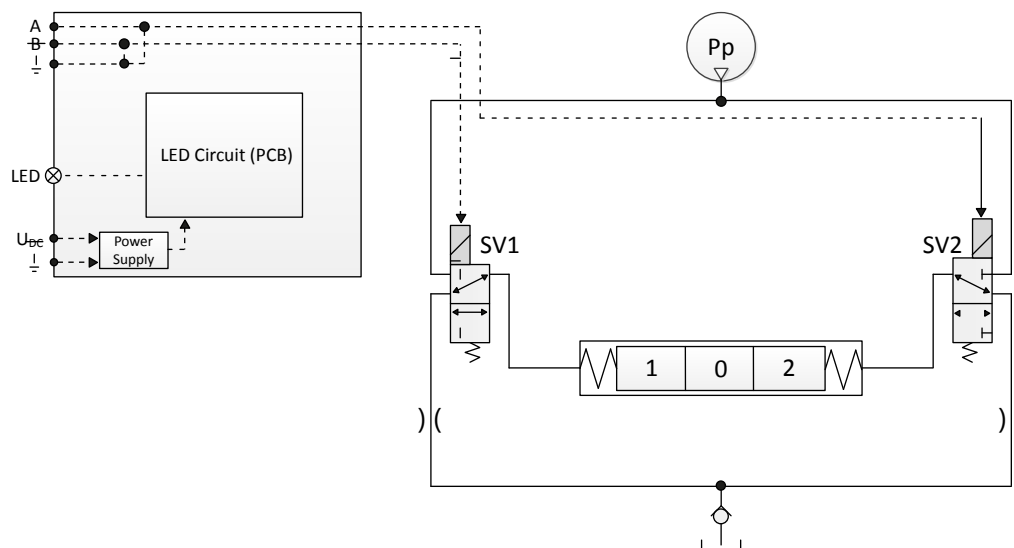 A
B
Pp
LED Circuit (PCB)
LED
SV1
SV2
UDC
Power
Supply
1 0 2
) ( )